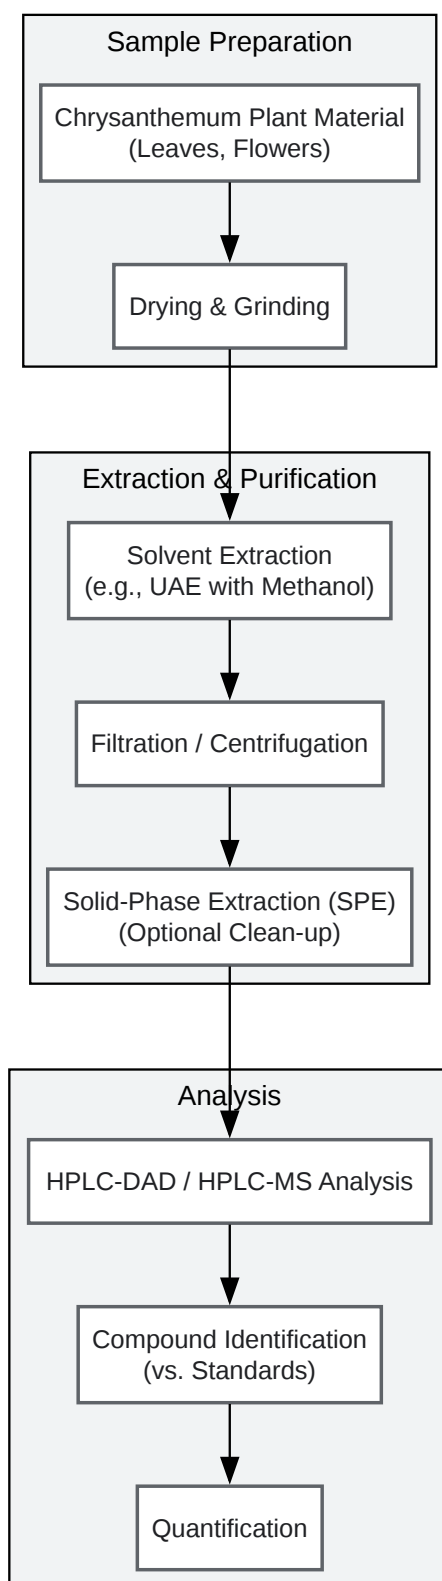 Sample Preparation
Chrysanthemum Plant Material
(Leaves, Flowers)
Drying & Grinding
Extraction & Purification
Solvent Extraction
(e.g., UAE with Methanol)
Filtration / Centrifugation
Solid-Phase Extraction (SPE)
(Optional Clean-up)
Analysis
HPLC-DAD / HPLC-MS Analysis
Compound Identification
(vs. Standards)
Quantification